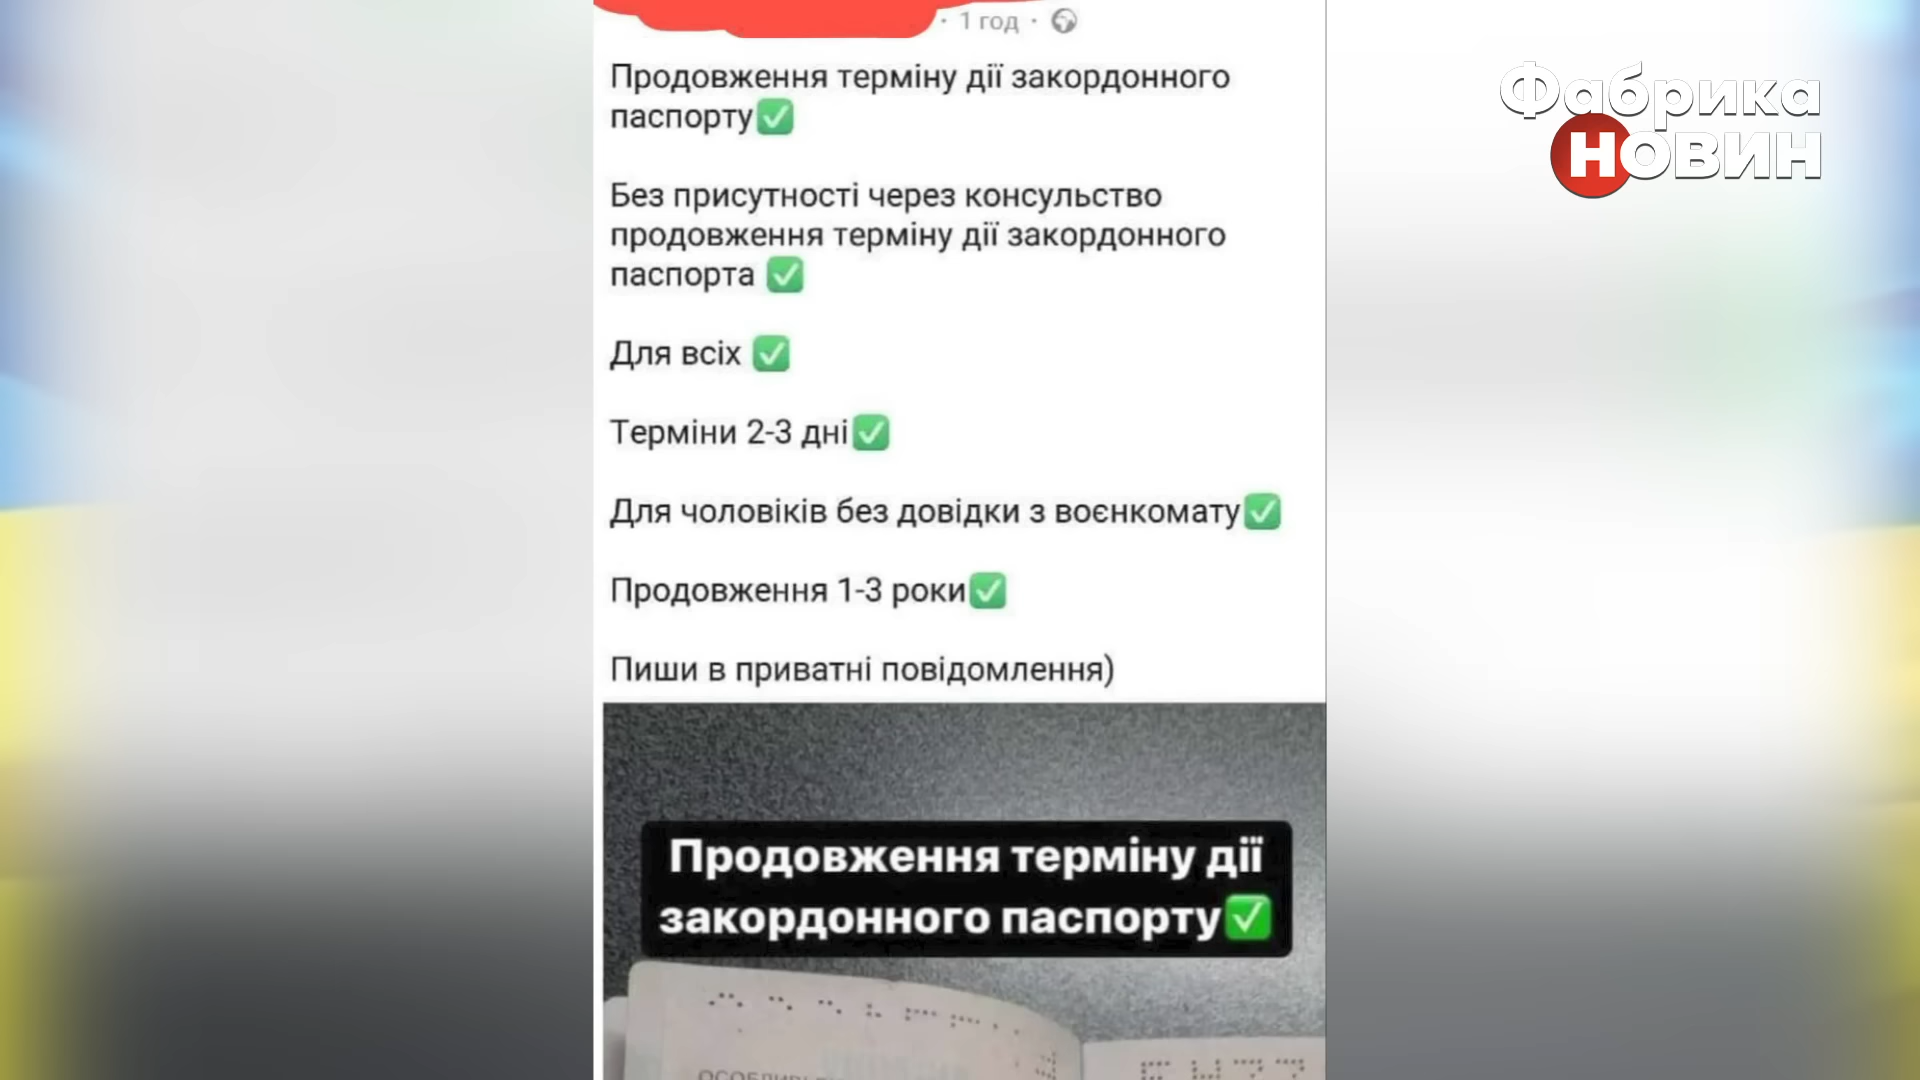 · 1 год ·
Продовження терміну дії закордонного
паспорту✅
Без присутності через консульство
продовження терміну дії закордонного
паспорта ✅
Для всіх ✅
Терміни 2-3 дні✅
Для чоловіків без довідки з воєнкомату✅
Продовження 1-3 роки✅
Пиши в приватні повідомлення)
Продовження терміну дії
закордонного паспорту✅
Фабрика
новин